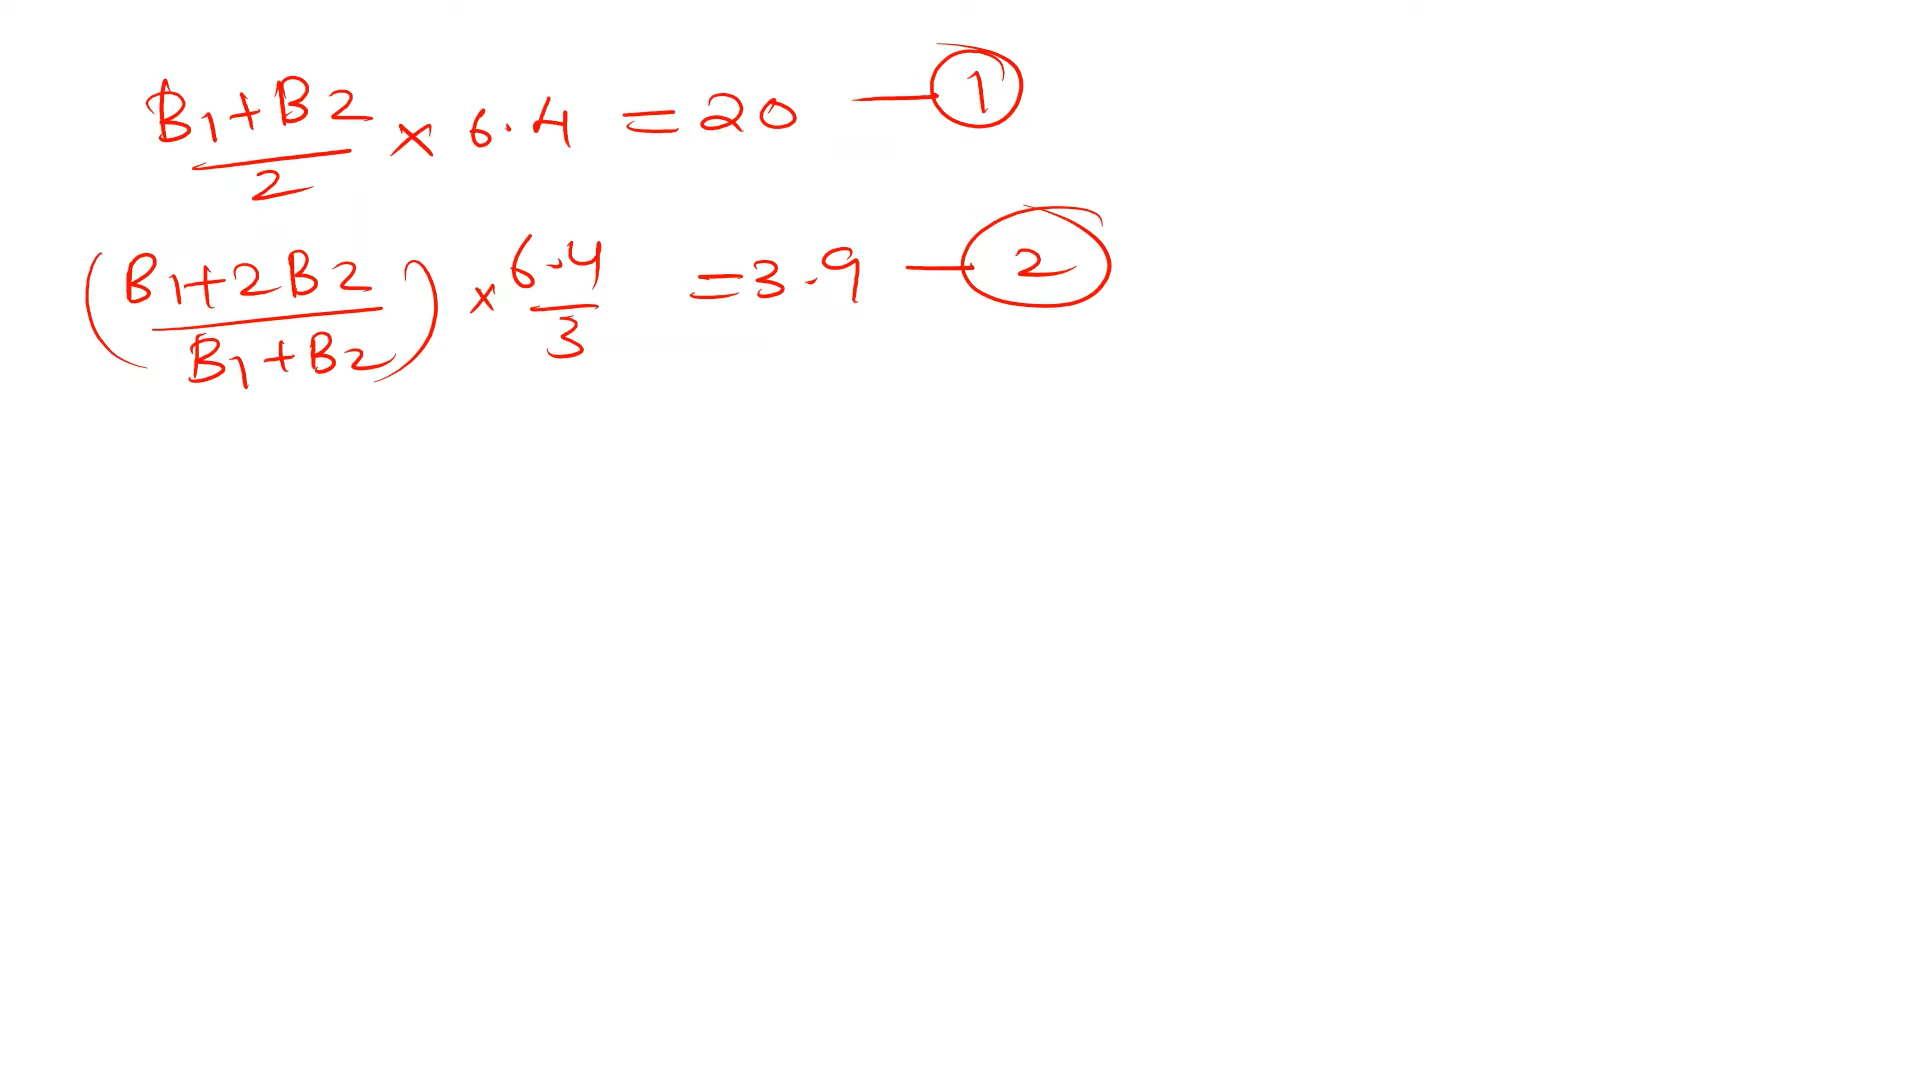 B1+B2/2 × 6.4 = 20 — ①
(B1+2B2/B1+B2) × 6.4/3 = 3.9 — ②